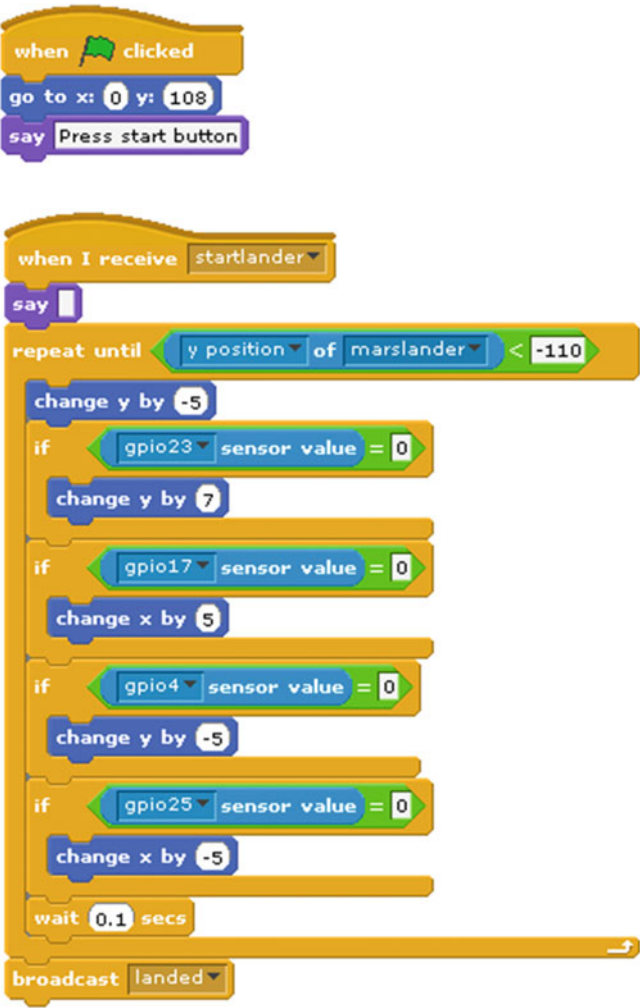 when clicked
go to x: 0 y: 108
say Press start button
when I receive startlander
say
repeat until y position of marslander < -110
change y by -5
if gpio23 sensor value = 0
change y by 7
if gpio17 sensor value = 0
change x by 5
if gpio4 sensor value = 0
change y by -5
if gpio25 sensor value = 0
change x by -5
wait 0.1 secs
broadcast landed